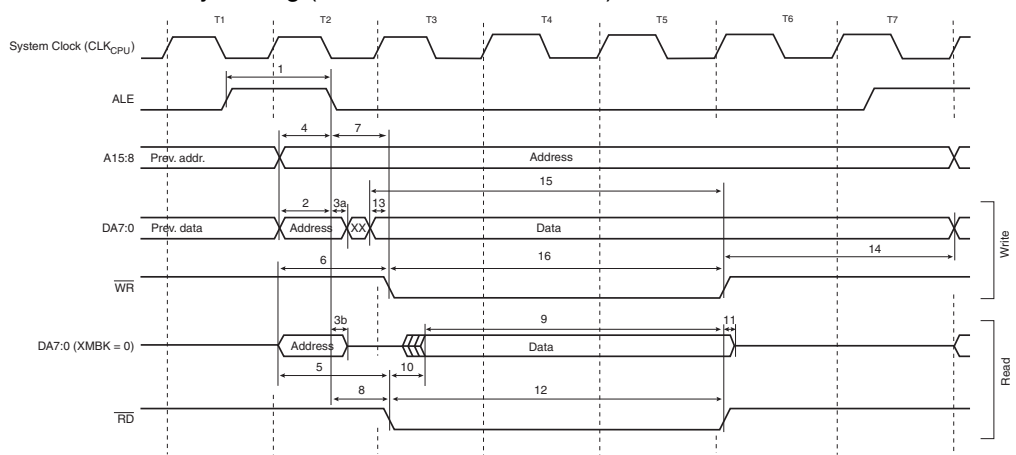 T1 T2 T3 T4 T5 T6 T7
System Clock (CLKCPU)
1
ALE
4 7
A15:8 Prev. addr. Address
15
2 3a 13
DA7:0 Prev. data Address XX Data
14
6 16
WR
Write
3b 9 11
DA7:0 (XMBK = 0) Address Data
5 10
8 12
RD
Read